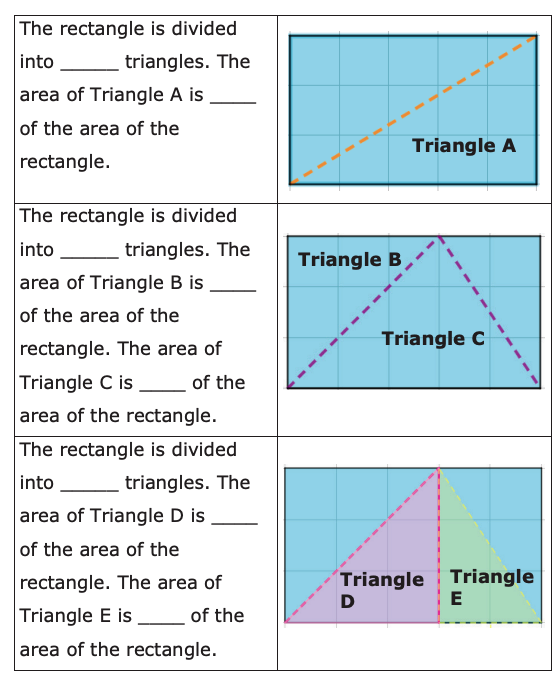 The rectangle is divided
into ______ triangles. The
area of Triangle A is _____
of the area of the
rectangle.
Triangle A
The rectangle is divided
into ______ triangles. The
area of Triangle B is _____
of the area of the
rectangle. The area of
Triangle C is _____ of the
area of the rectangle.
Triangle B
Triangle C
The rectangle is divided
into ______ triangles. The
area of Triangle D is _____
of the area of the
rectangle. The area of
Triangle E is _____ of the
area of the rectangle.
Triangle
D
Triangle
E